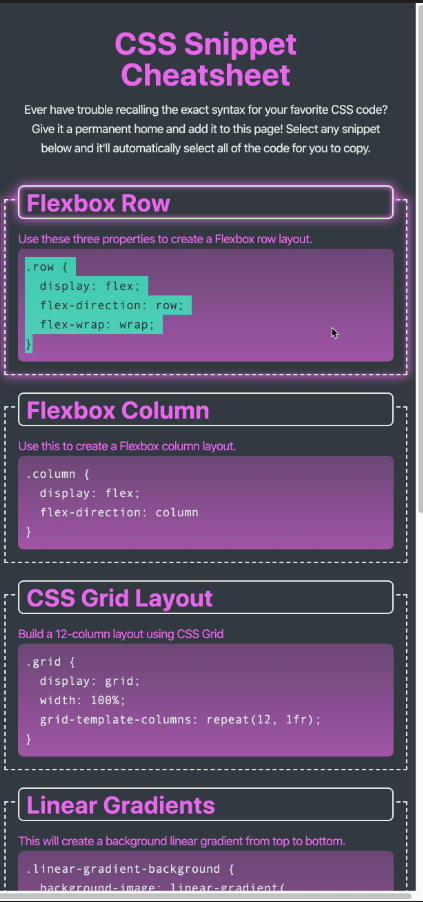 CSS Snippet
Cheatsheet
Ever have trouble recalling the exact syntax for your favorite CSS code?
Give it a permanent home and add it to this page! Select any snippet
below and it'll automatically select all of the code for you to copy.
Flexbox Row
Use these three properties to create a Flexbox row layout.
.row {
  display: flex;
  flex-direction: row;
  flex-wrap: wrap;
}
Flexbox Column
Use this to create a Flexbox column layout.
.column {
  display: flex;
  flex-direction: column
}
CSS Grid Layout
Build a 12-column layout using CSS Grid
.grid {
  display: grid;
  width: 100%;
  grid-template-columns: repeat(12, 1fr);
}
Linear Gradients
This will create a background linear gradient from top to bottom.
.linear-gradient-background {
  background-image: linear-gradient(